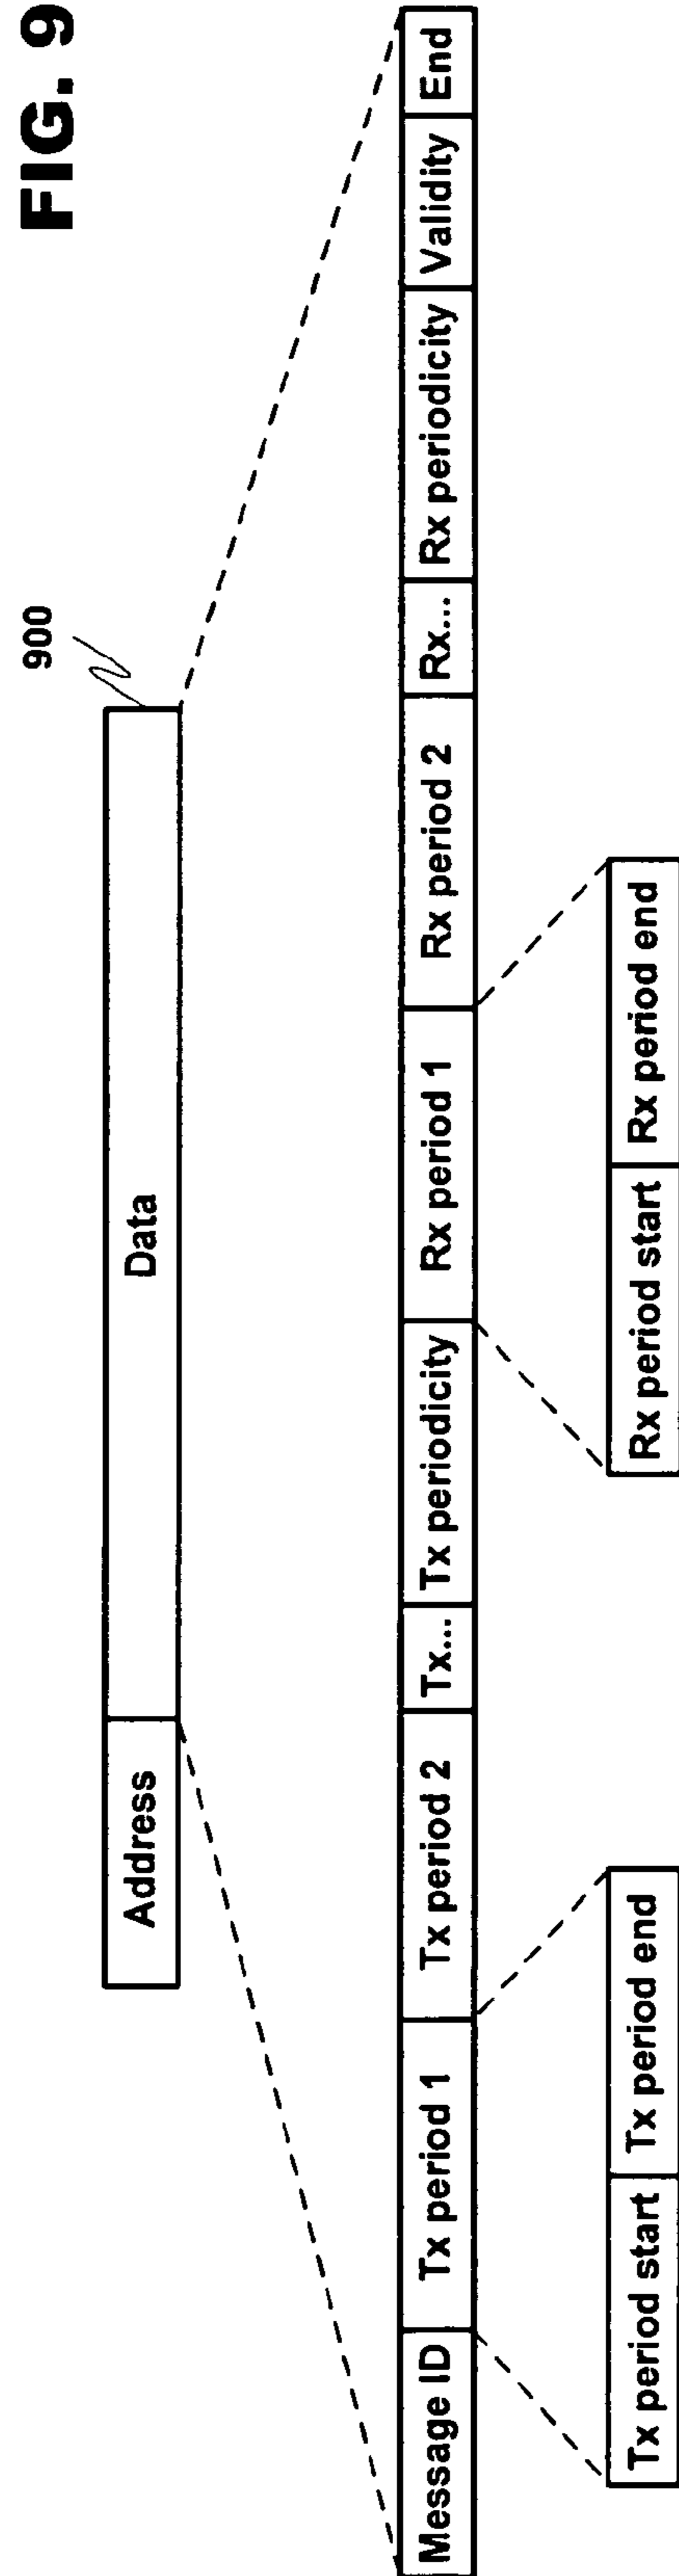 FIG. 9
900
Address Data
Message ID Tx period 1 Tx period 2 Tx... Tx periodicity Rx period 1 Rx period 2 Rx... Rx periodicity Validity End
Tx period start Tx period end Rx period start Rx period end